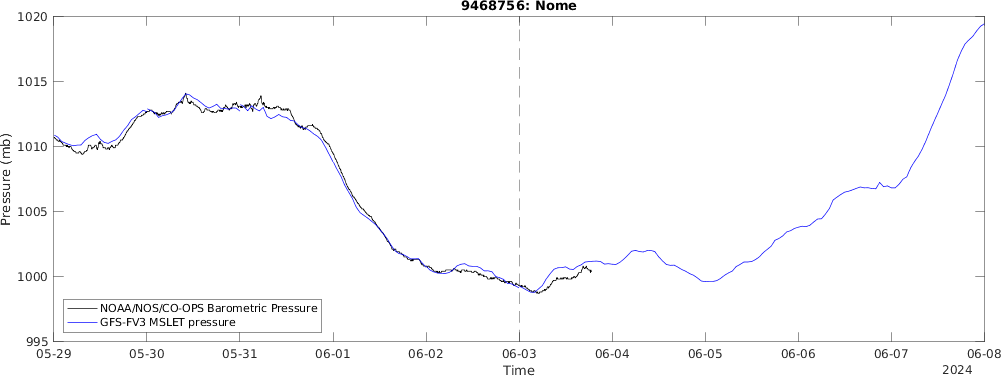 9468756: Nome
1020
1015
1010
1005
1000
995
Pressure (mb)
NOAA/NOS/CO-OPS Barometric Pressure
GFS-FV3 MSLET pressure
05-29 05-30 05-31 06-01 06-02 06-03 06-04 06-05 06-06 06-07 06-08
Time
2024